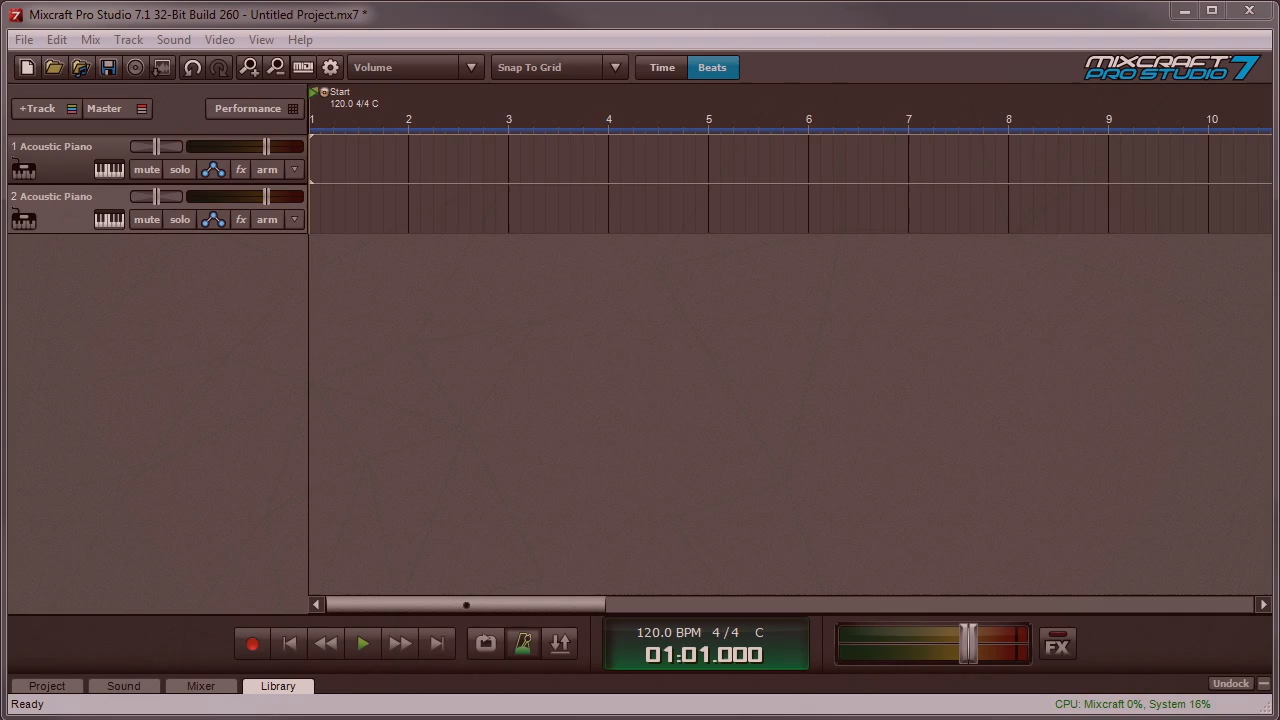 Mixcraft Pro Studio 7.1 32-Bit Build 260 - Untitled Project.mx7 *
File Edit Mix Track Sound Video View Help
Volume Snap To Grid Time Beats
MIXCRAFT PRO STUDIO 7
+Track Master Performance
Start
120.0 4/4 C
1 2 3 4 5 6 7 8 9 10
1 Acoustic Piano
mute solo fx arm
2 Acoustic Piano
mute solo fx arm
120.0 BPM 4 / 4 C
01:01.000
FX
Project Sound Mixer Library Undock
Ready CPU: Mixcraft 0%, System 16%